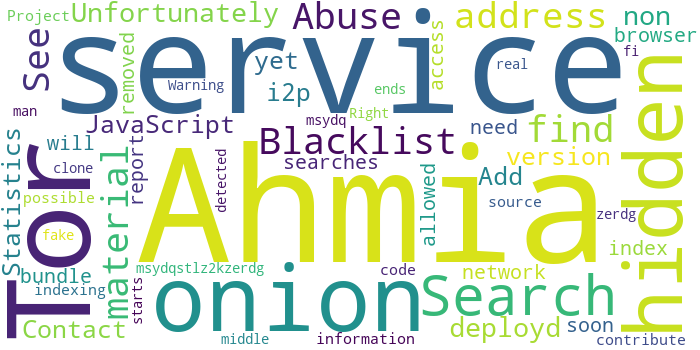 Project
Unfortunately
Abuse
address
non
See
removed
yet
service
access
browser
Warning
i2p
real
fi
ends
man
JavaScript
msydq
Right
Blacklist
need
find
hidden
Tor
Statistics
will
report
searches
allowed
version
clone
material
Ahmia
detected
Add
possible
source
fake
zerdg
index
bundle
msydqstlz2kzerdg
code
network
indexing
starts
onion
Search
Contact
deployd
soon
middle
information
contribute